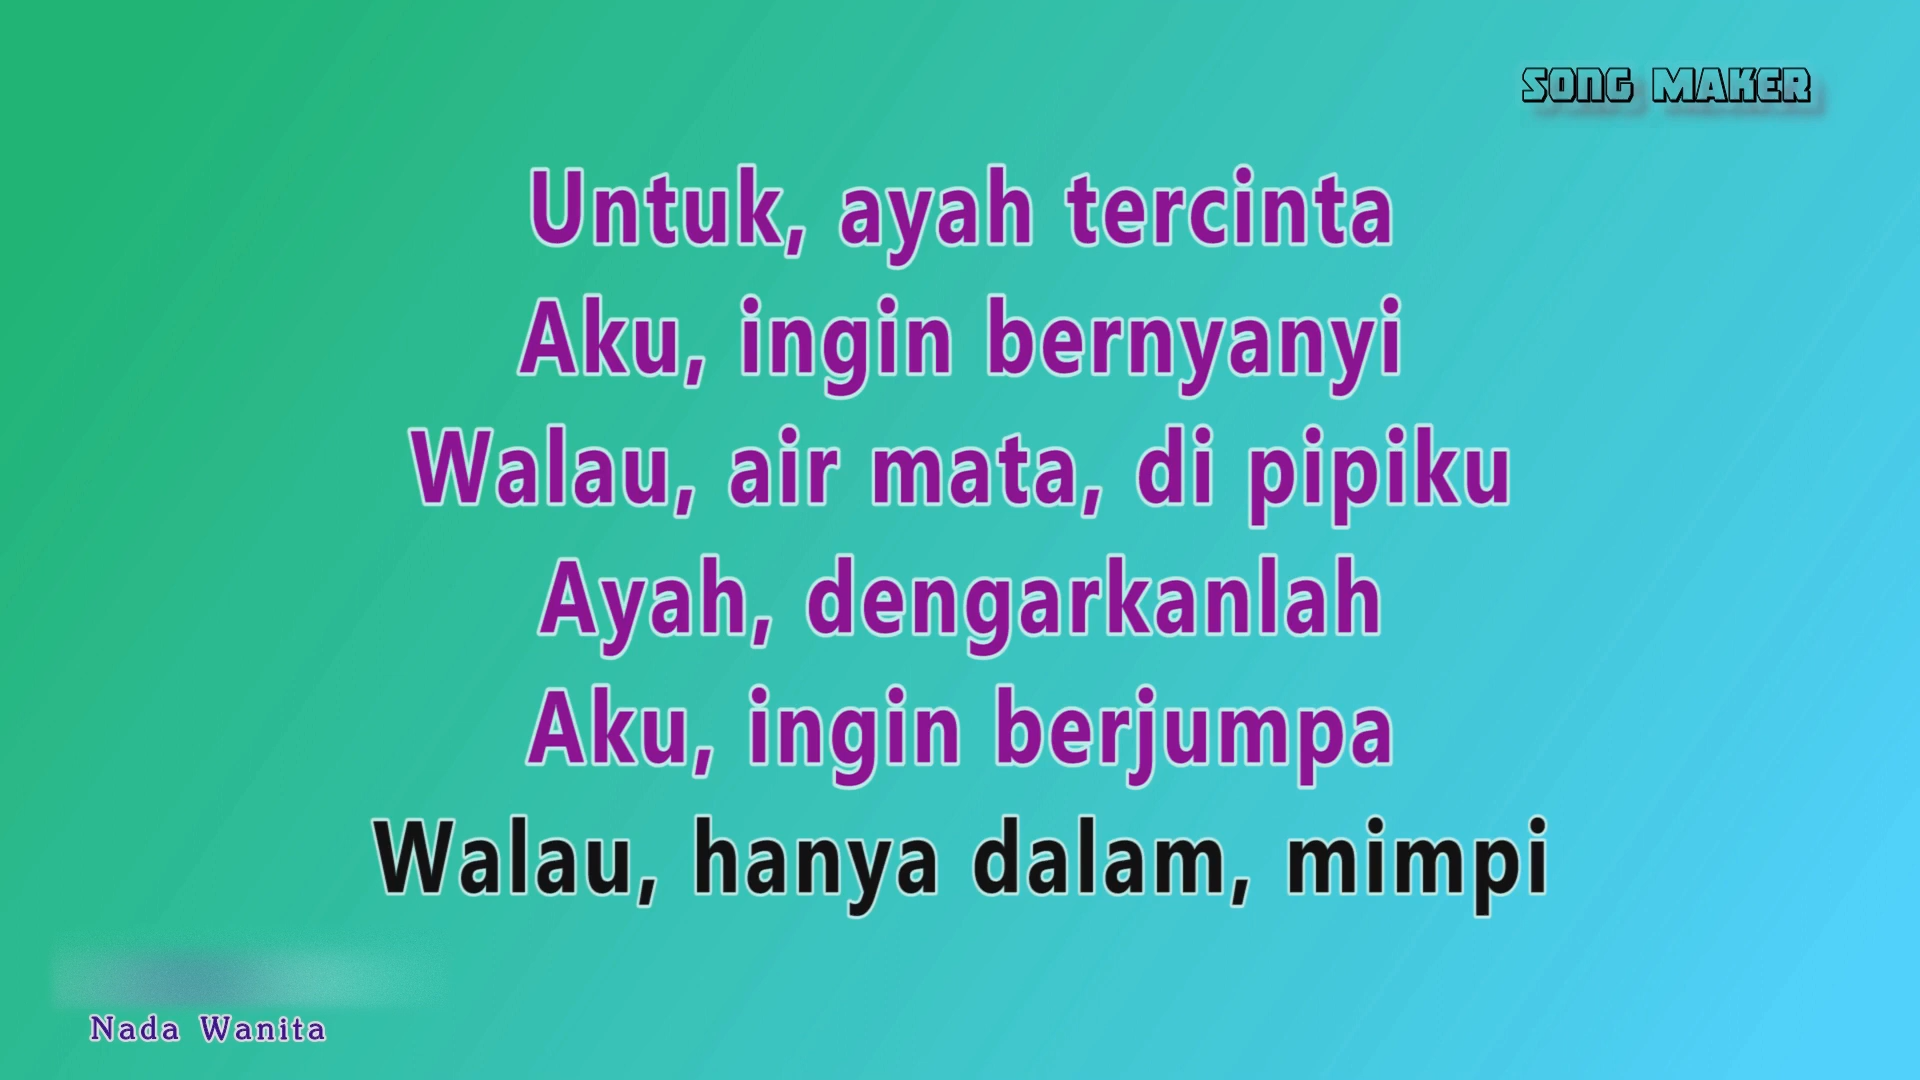 SONG MAKER
Untuk, ayah tercinta
Aku, ingin bernyanyi
Walau, air mata, di pipiku
Ayah, dengarkanlah
Aku, ingin berjumpa
Walau, hanya dalam, mimpi
Nada Wanita